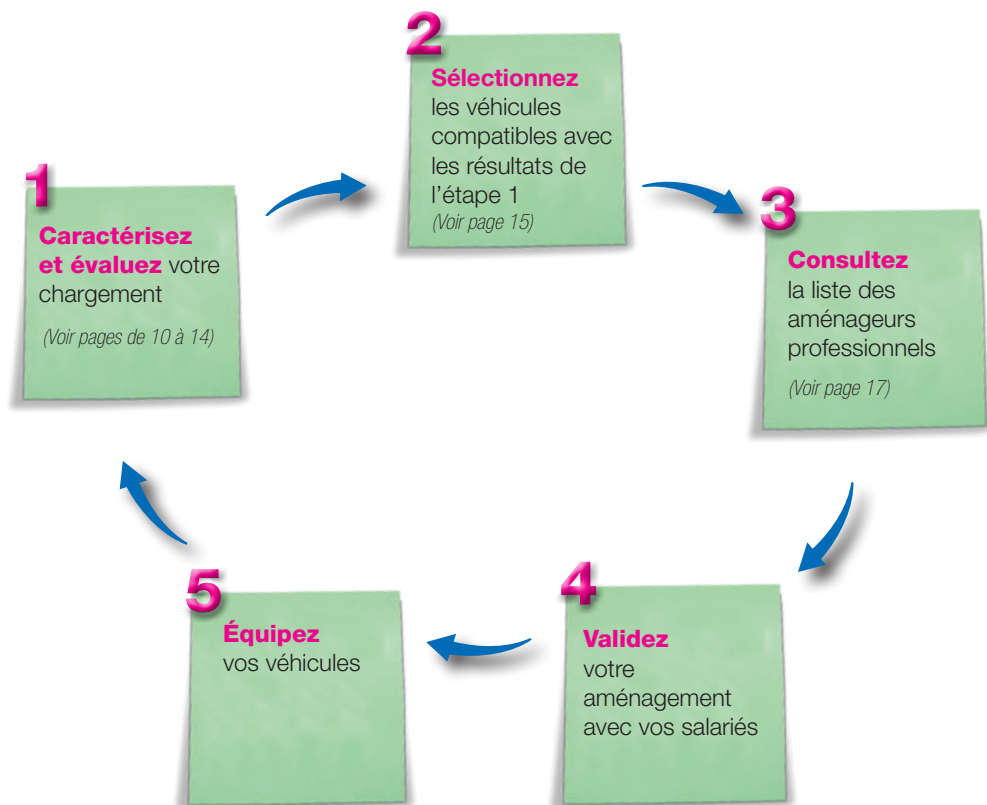 1
Caractérisez
et évaluez votre
chargement
(Voir pages de 10 à 14)
2
Sélectionnez
les véhicules
compatibles avec
les résultats de
l'étape 1
(Voir page 15)
3
Consultez
la liste des
aménageurs
professionnels
(Voir page 17)
4
Validez
votre
aménagement
avec vos salariés
5
Équipez
vos véhicules